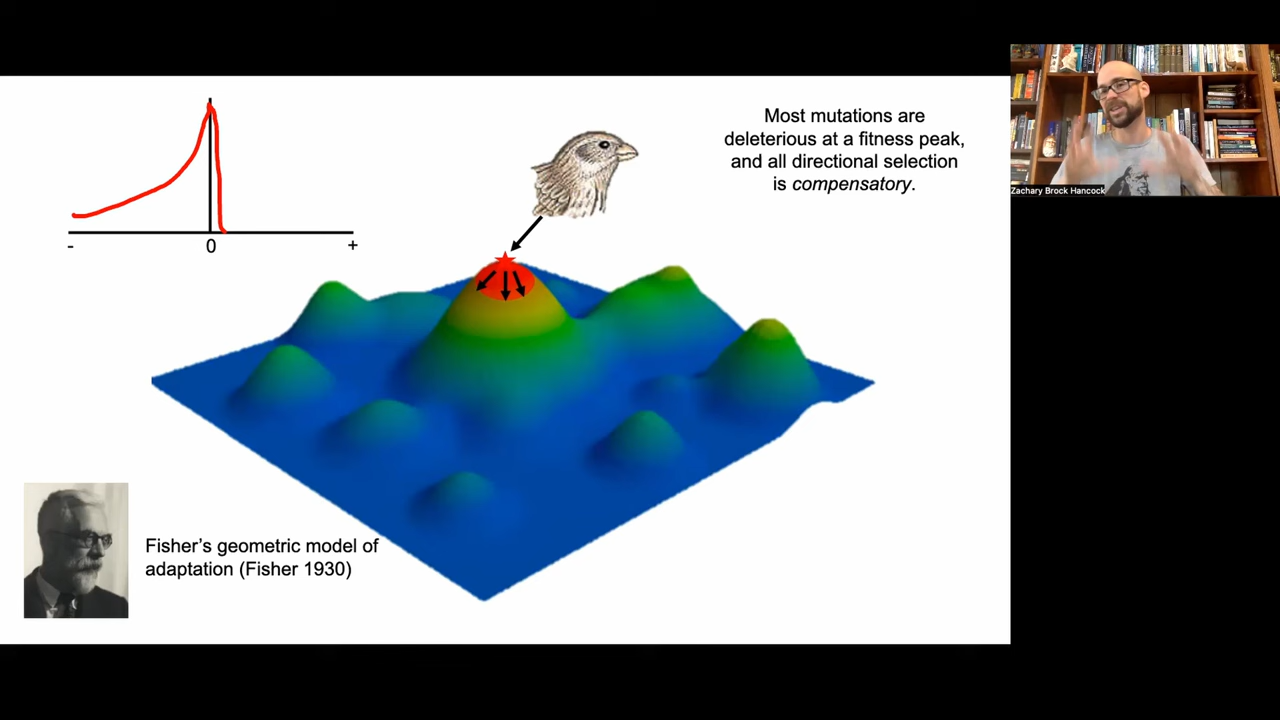 Most mutations are
deleterious at a fitness peak,
and all directional selection
is compensatory.
Zachary Brock Hancock
-
0
+
Fisher’s geometric model of
adaptation (Fisher 1930)